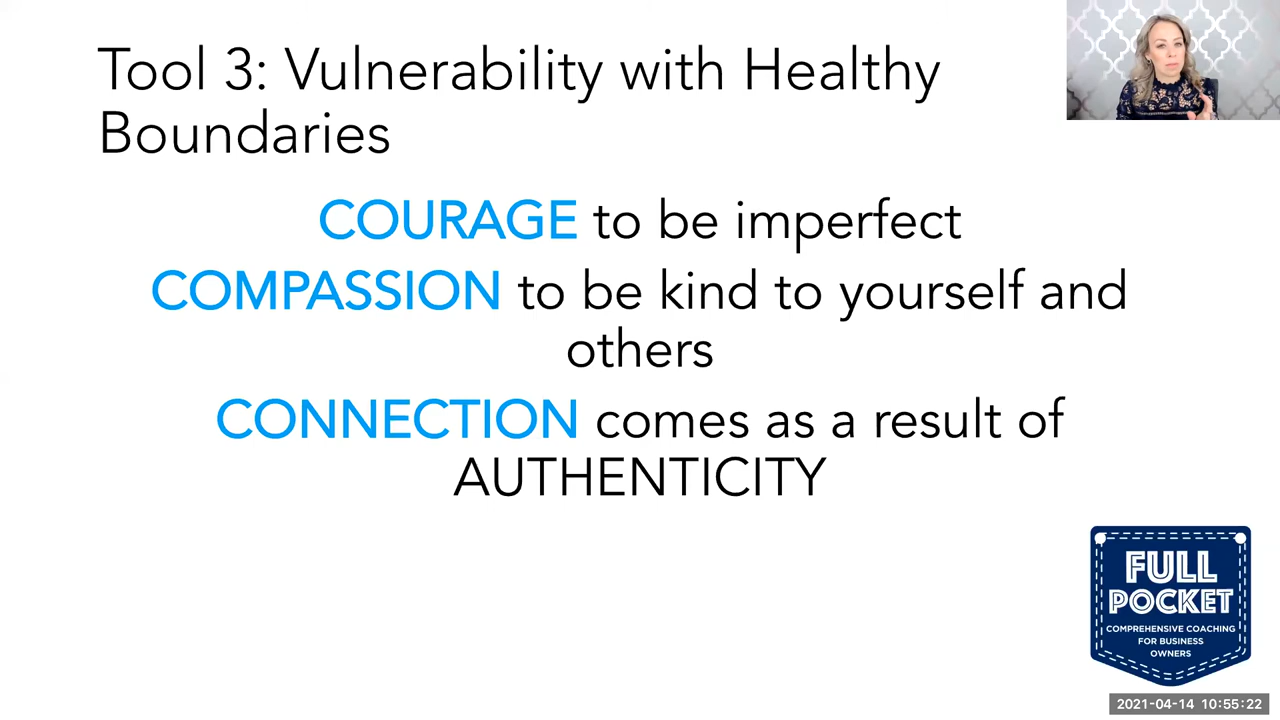 Tool 3: Vulnerability with Healthy
Boundaries
COURAGE to be imperfect
COMPASSION to be kind to yourself and
others
CONNECTION comes as a result of
AUTHENTICITY
FULL
POCKET
COMPREHENSIVE COACHING
FOR BUSINESS
OWNERS
2021-04-14 10:55:22